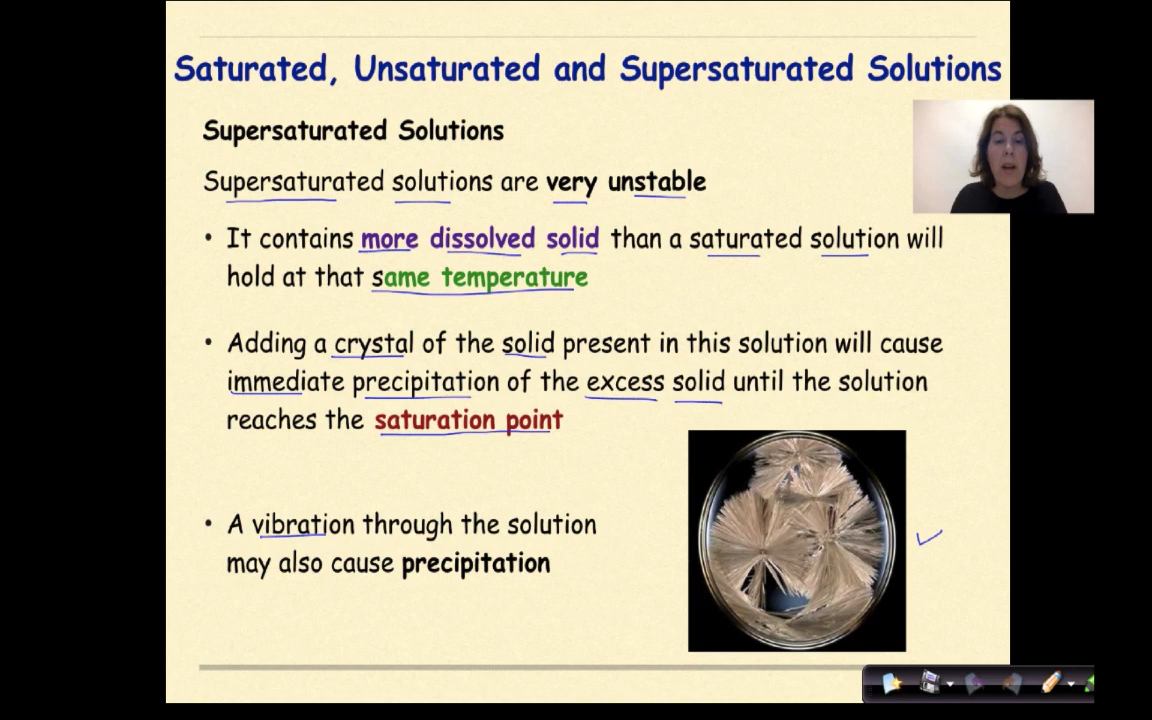 Saturated, Unsaturated and Supersaturated Solutions
Supersaturated Solutions
Supersaturated solutions are very unstable
• It contains more dissolved solid than a saturated solution will
hold at that same temperature
• Adding a crystal of the solid present in this solution will cause
immediate precipitation of the excess solid until the solution
reaches the saturation point
• A vibration through the solution
may also cause precipitation